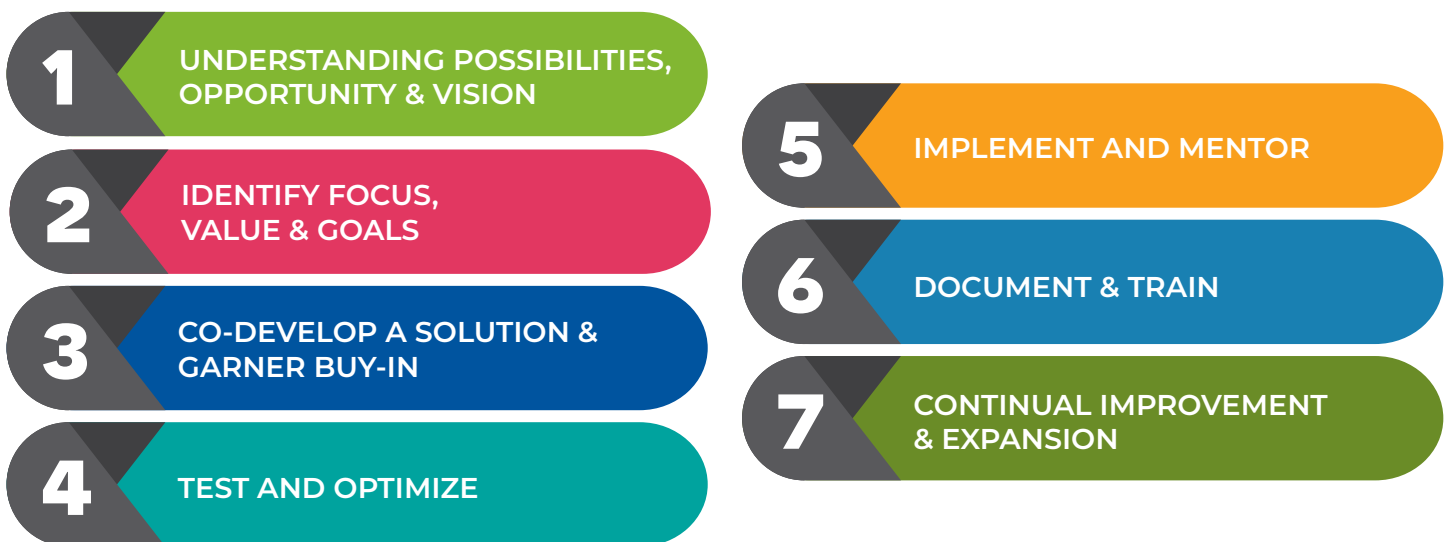 1
UNDERSTANDING POSSIBILITIES,
OPPORTUNITY & VISION
2
IDENTIFY FOCUS,
VALUE & GOALS
3
CO-DEVELOP A SOLUTION &
GARNER BUY-IN
4
TEST AND OPTIMIZE
5
IMPLEMENT AND MENTOR
6
DOCUMENT & TRAIN
7
CONTINUAL IMPROVEMENT
& EXPANSION